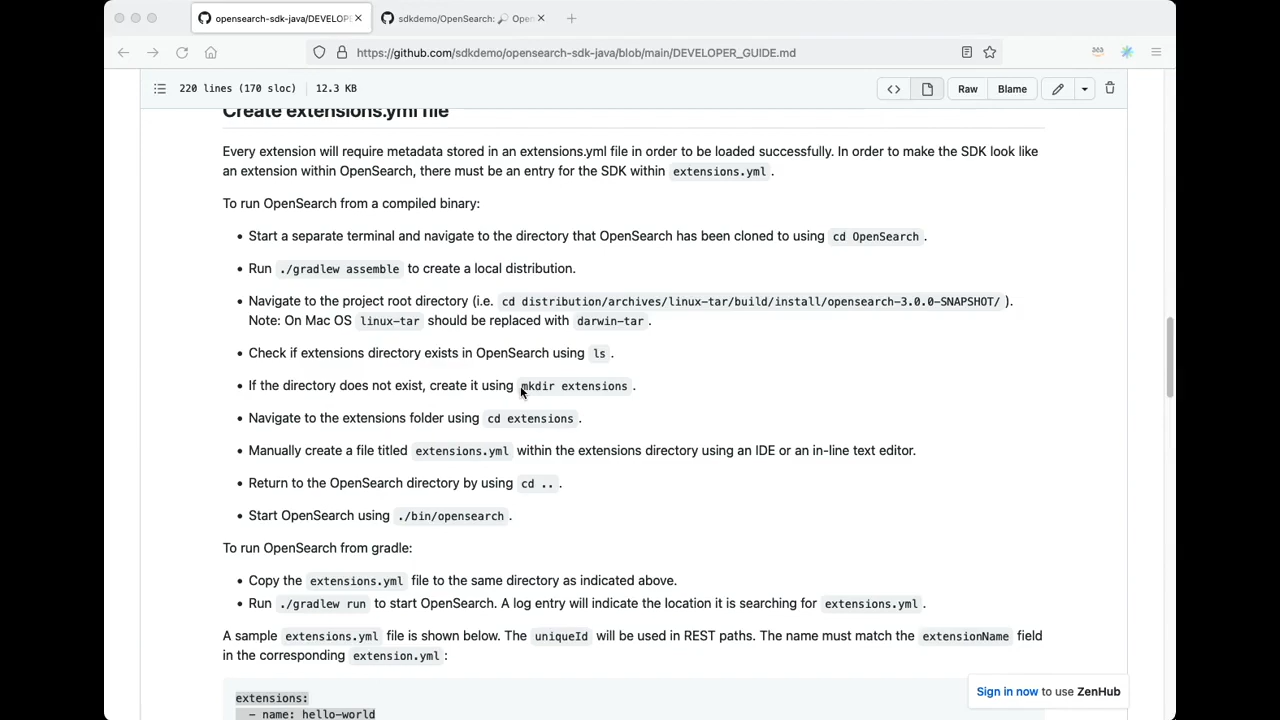 opensearch-sdk-java/DEVELOP
sdkdemo/OpenSearch: 🔎 Open
https://github.com/sdkdemo/opensearch-sdk-java/blob/main/DEVELOPER_GUIDE.md
220 lines (170 sloc) 12.3 KB
Raw
Blame
Create extensions.yml file
Every extension will require metadata stored in an extensions.yml file in order to be loaded successfully. In order to make the SDK look like
an extension within OpenSearch, there must be an entry for the SDK within extensions.yml .
To run OpenSearch from a compiled binary:
• Start a separate terminal and navigate to the directory that OpenSearch has been cloned to using cd OpenSearch .
• Run ./gradlew assemble to create a local distribution.
• Navigate to the project root directory (i.e. cd distribution/archives/linux-tar/build/install/opensearch-3.0.0-SNAPSHOT/ ).
Note: On Mac OS linux-tar should be replaced with darwin-tar .
• Check if extensions directory exists in OpenSearch using ls .
• If the directory does not exist, create it using mkdir extensions .
• Navigate to the extensions folder using cd extensions .
• Manually create a file titled extensions.yml within the extensions directory using an IDE or an in-line text editor.
• Return to the OpenSearch directory by using cd .. .
• Start OpenSearch using ./bin/opensearch .
To run OpenSearch from gradle:
• Copy the extensions.yml file to the same directory as indicated above.
• Run ./gradlew run to start OpenSearch. A log entry will indicate the location it is searching for extensions.yml .
A sample extensions.yml file is shown below. The uniqueId will be used in REST paths. The name must match the extensionName field
in the corresponding extension.yml :
extensions:
- name: hello-world
Sign in now to use ZenHub